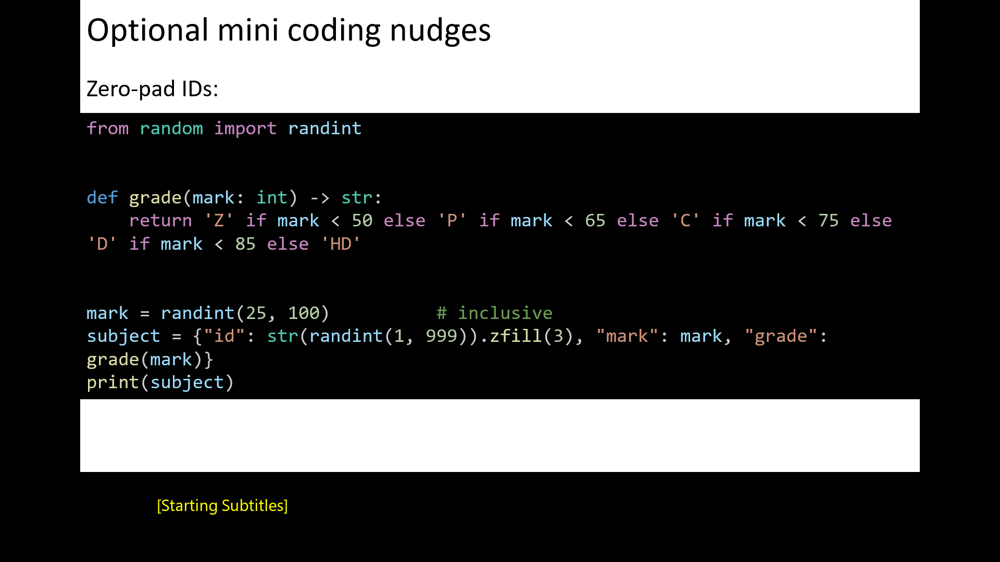 Optional mini coding nudges
Zero-pad IDs:
from random import randint
def grade(mark: int) -> str:
    return 'Z' if mark < 50 else 'P' if mark < 65 else 'C' if mark < 75 else
'D' if mark < 85 else 'HD'
mark = randint(25, 100)          # inclusive
subject = {"id": str(randint(1, 999)).zfill(3), "mark": mark, "grade":
grade(mark)}
print(subject)
[Starting Subtitles]